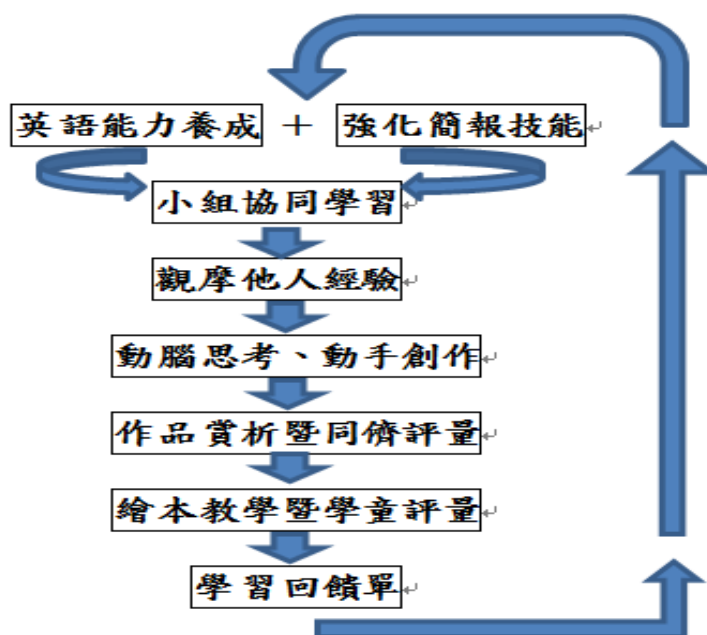 英語能力養成 + 強化簡報技能
小組協同學習
觀摩他人經驗
動腦思考、動手創作
作品賞析暨同儕評量
繪本教學暨學童評量
學習回饋單